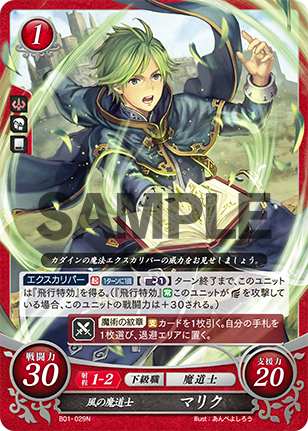 1
SAMPLE
カダインの魔法エクスカリバーの威力をお見せしましょう。
エクスカリバー 起 1ターンに1回 [1] ターン終了まで、このユニット
は『飛行特効』を得る。(『飛行特効』このユニットが を攻撃して
いる場合、このユニットの戦闘力は+30される。)
魔術の紋章 支 カードを1枚引く。自分の手札を
1枚選び、退避エリアに置く。
戦闘力
30
射程 1-2 下級職 魔道士
支援力
20
風の魔道士 マリク
B01-029N Illust:あんべよしろう